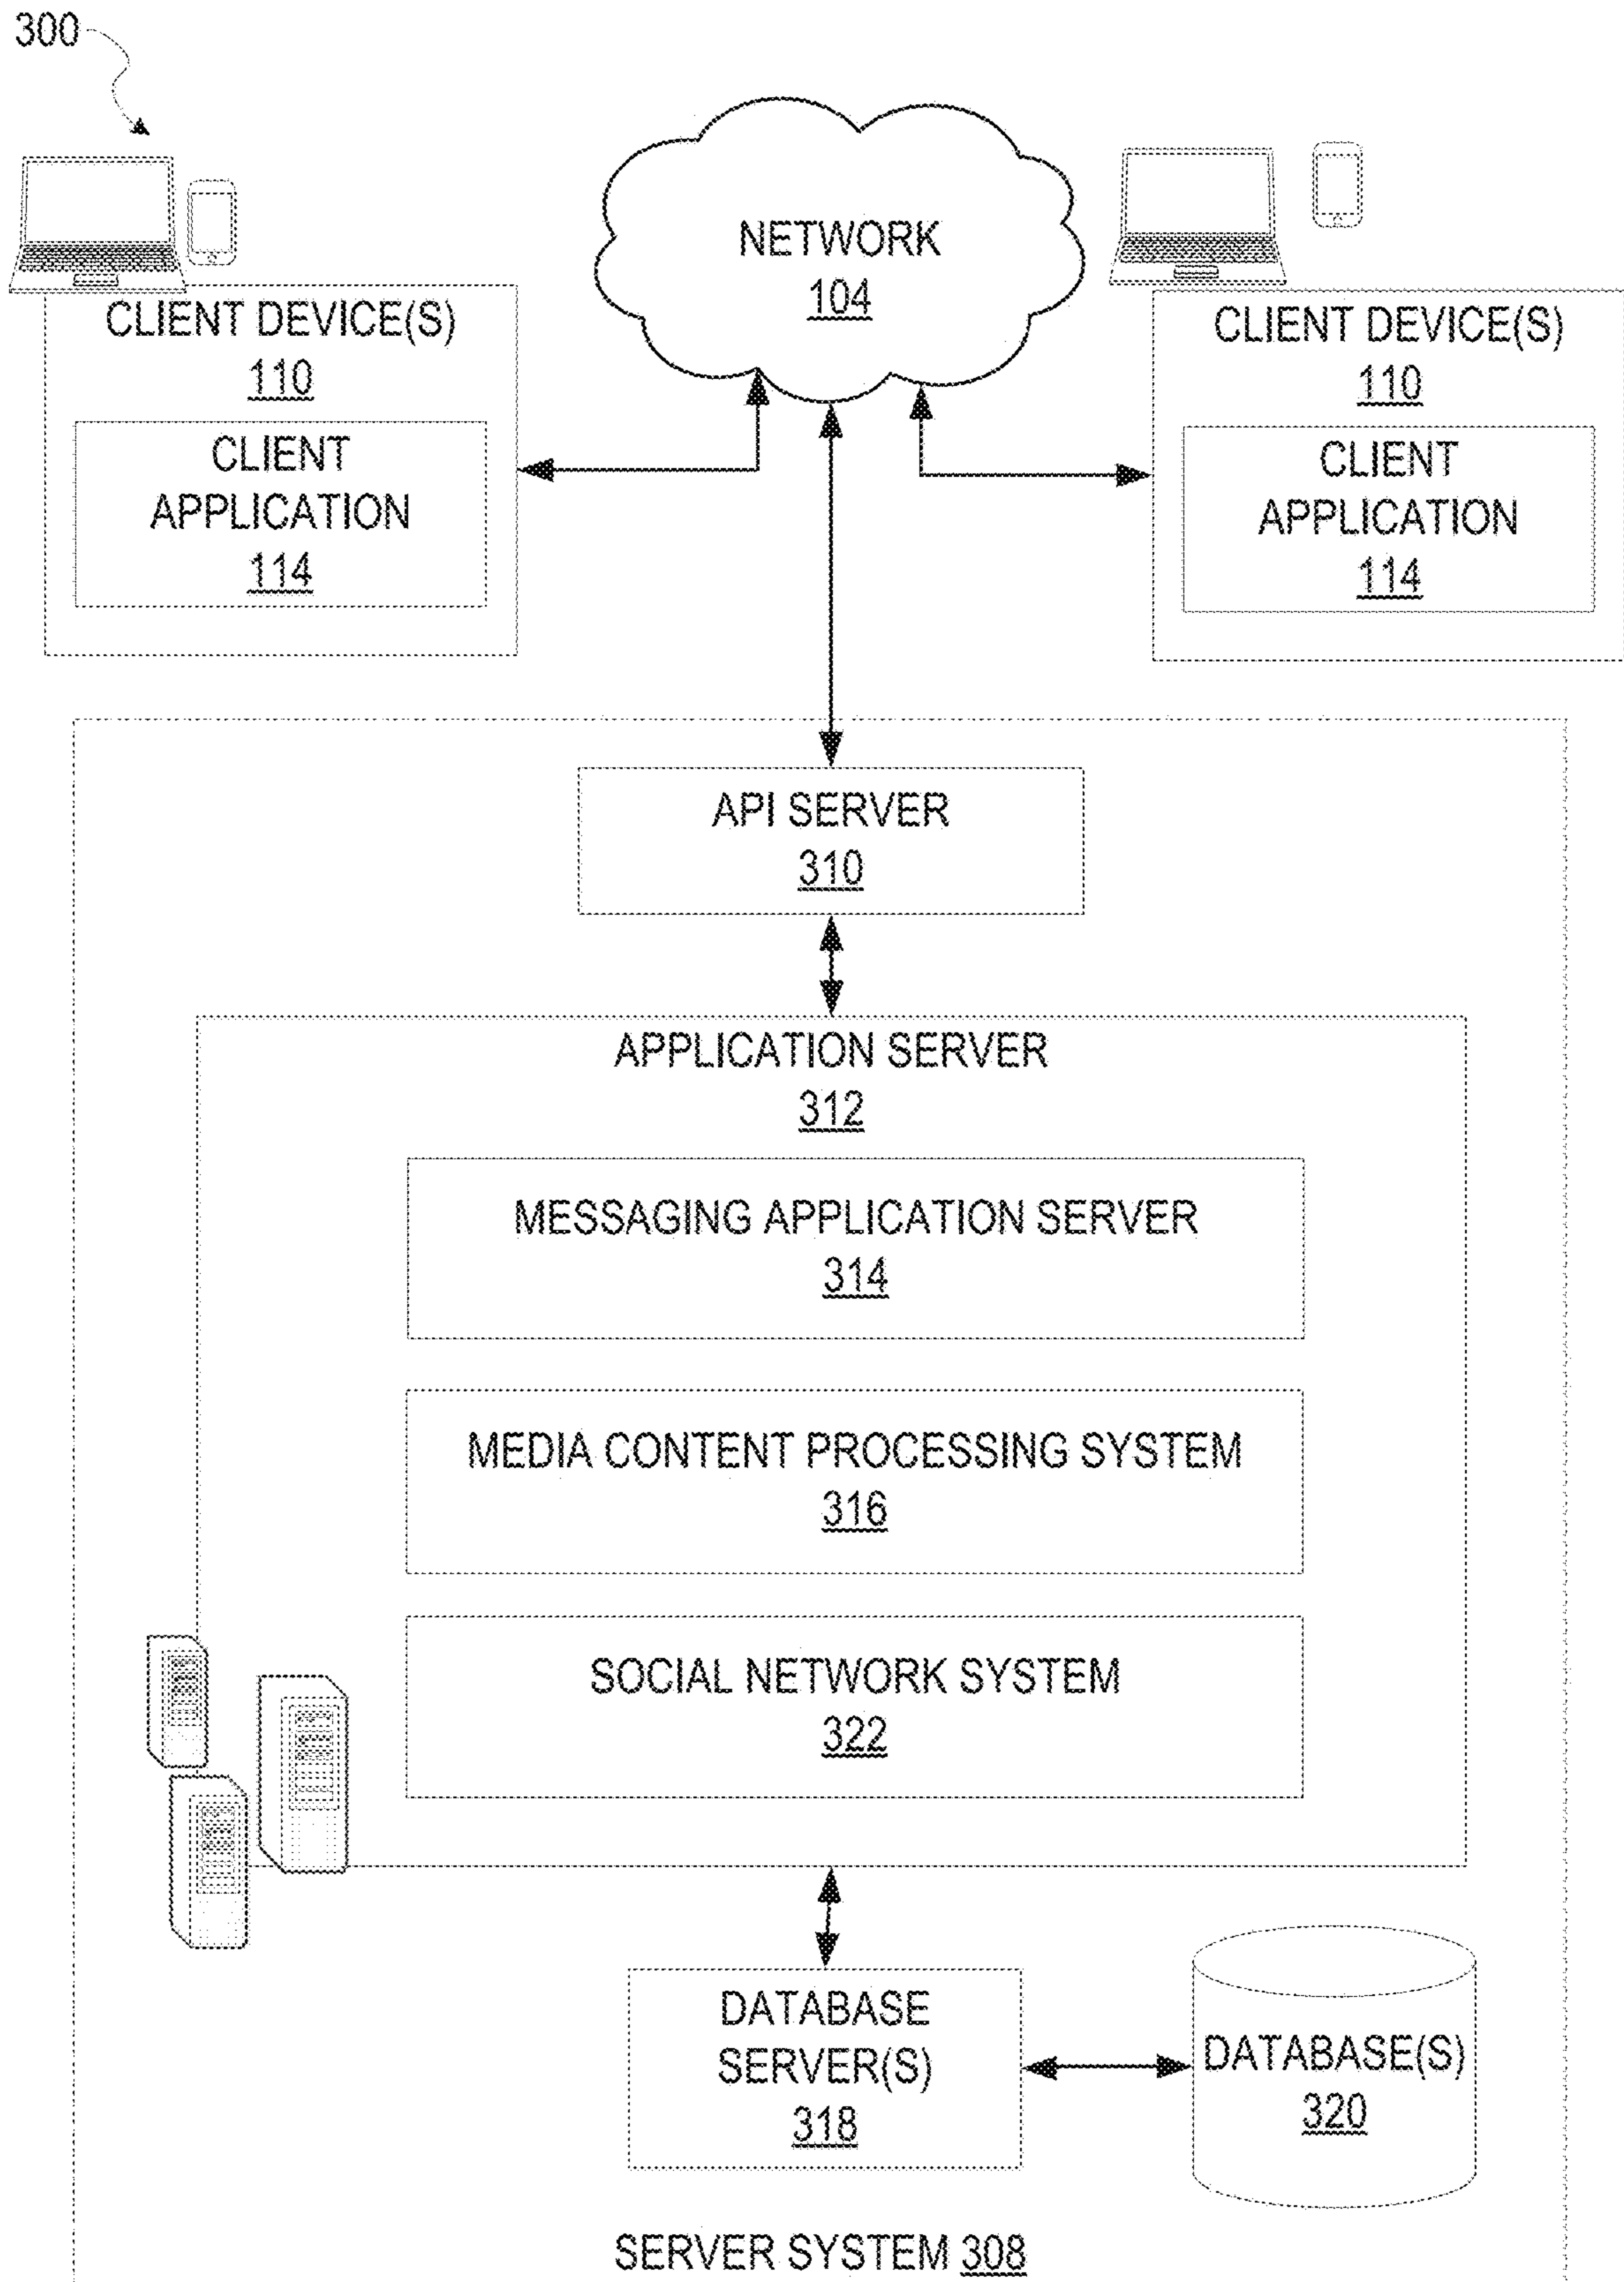 300
NETWORK
104
CLIENT DEVICE(S)
110
CLIENT
APPLICATION
114
CLIENT DEVICE(S)
110
CLIENT
APPLICATION
114
API SERVER
310
APPLICATION SERVER
312
MESSAGING APPLICATION SERVER
314
MEDIA CONTENT PROCESSING SYSTEM
316
SOCIAL NETWORK SYSTEM
322
DATABASE
SERVER(S)
318
DATABASE(S)
320
SERVER SYSTEM 308